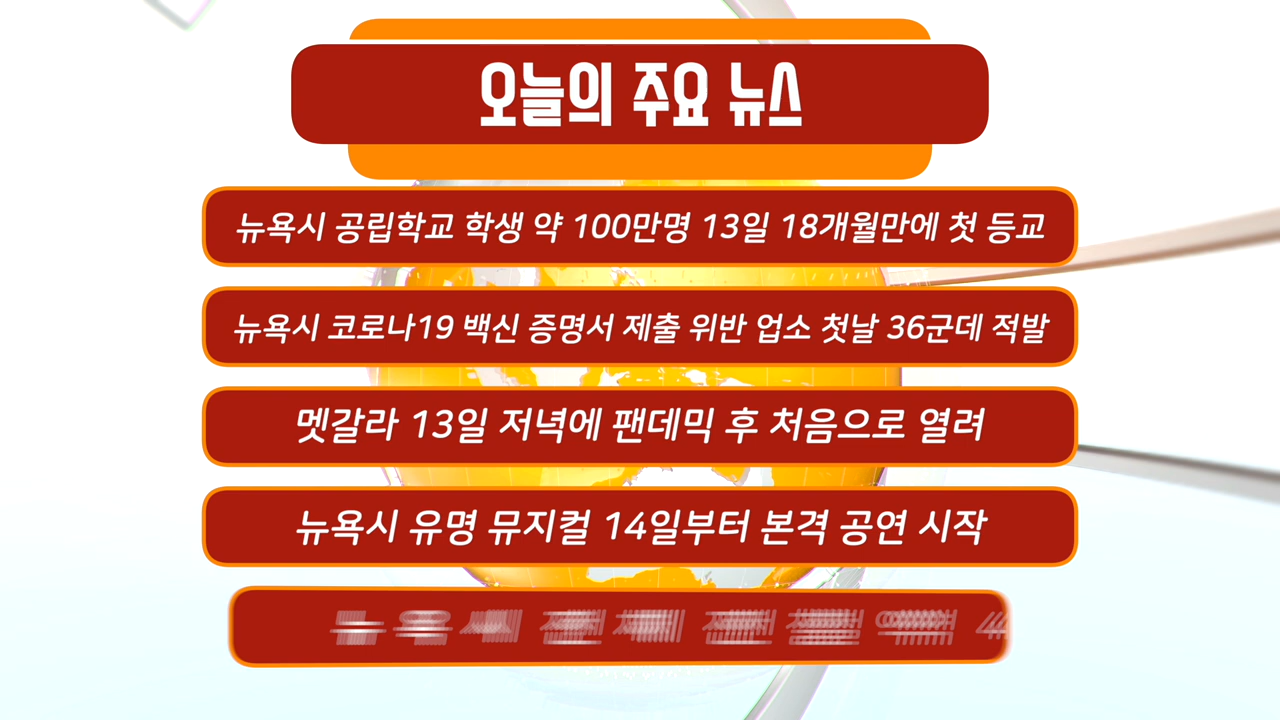 오늘의 주요 뉴스
뉴욕시 공립학교 학생 약 100만명 13일 18개월만에 첫 등교
뉴욕시 코로나19 백신 증명서 제출 위반 업소 첫날 36군데 적발
멧갈라 13일 저녁에 팬데믹 후 처음으로 열려
뉴욕시 유명 뮤지컬 14일부터 본격 공연 시작
뉴욕시